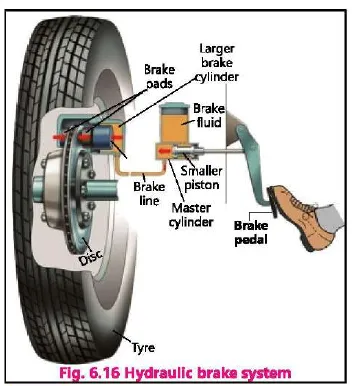 Larger
brake
cylinder
Brake
pads
Brake
fluid
Smaller
piston
Brake
line
Master
cylinder
Brake
pedal
Disc
Tyre
Fig. 6.16 Hydraulic brake system